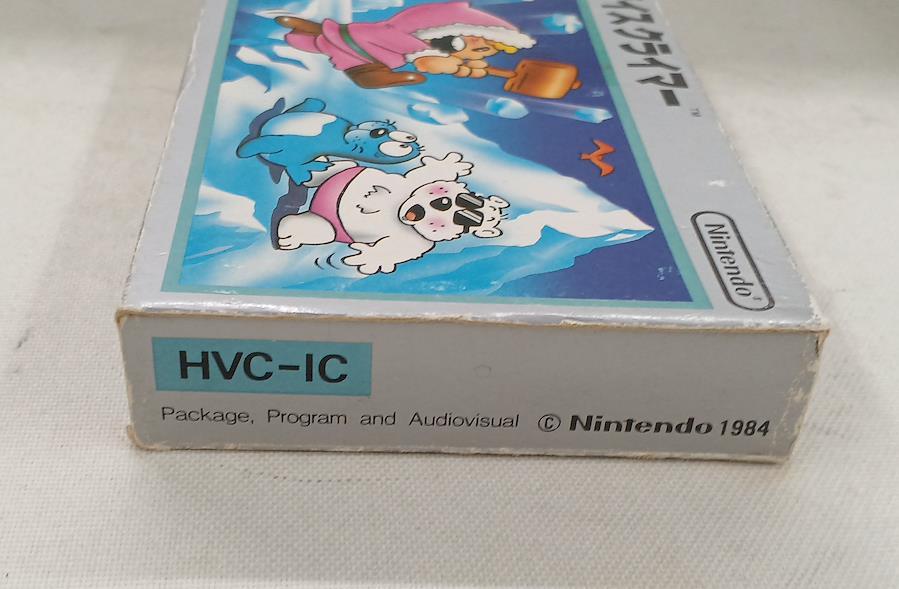 イスクライマー
™
Nintendo®
HVC-IC
Package, Program and Audiovisual © Nintendo 1984